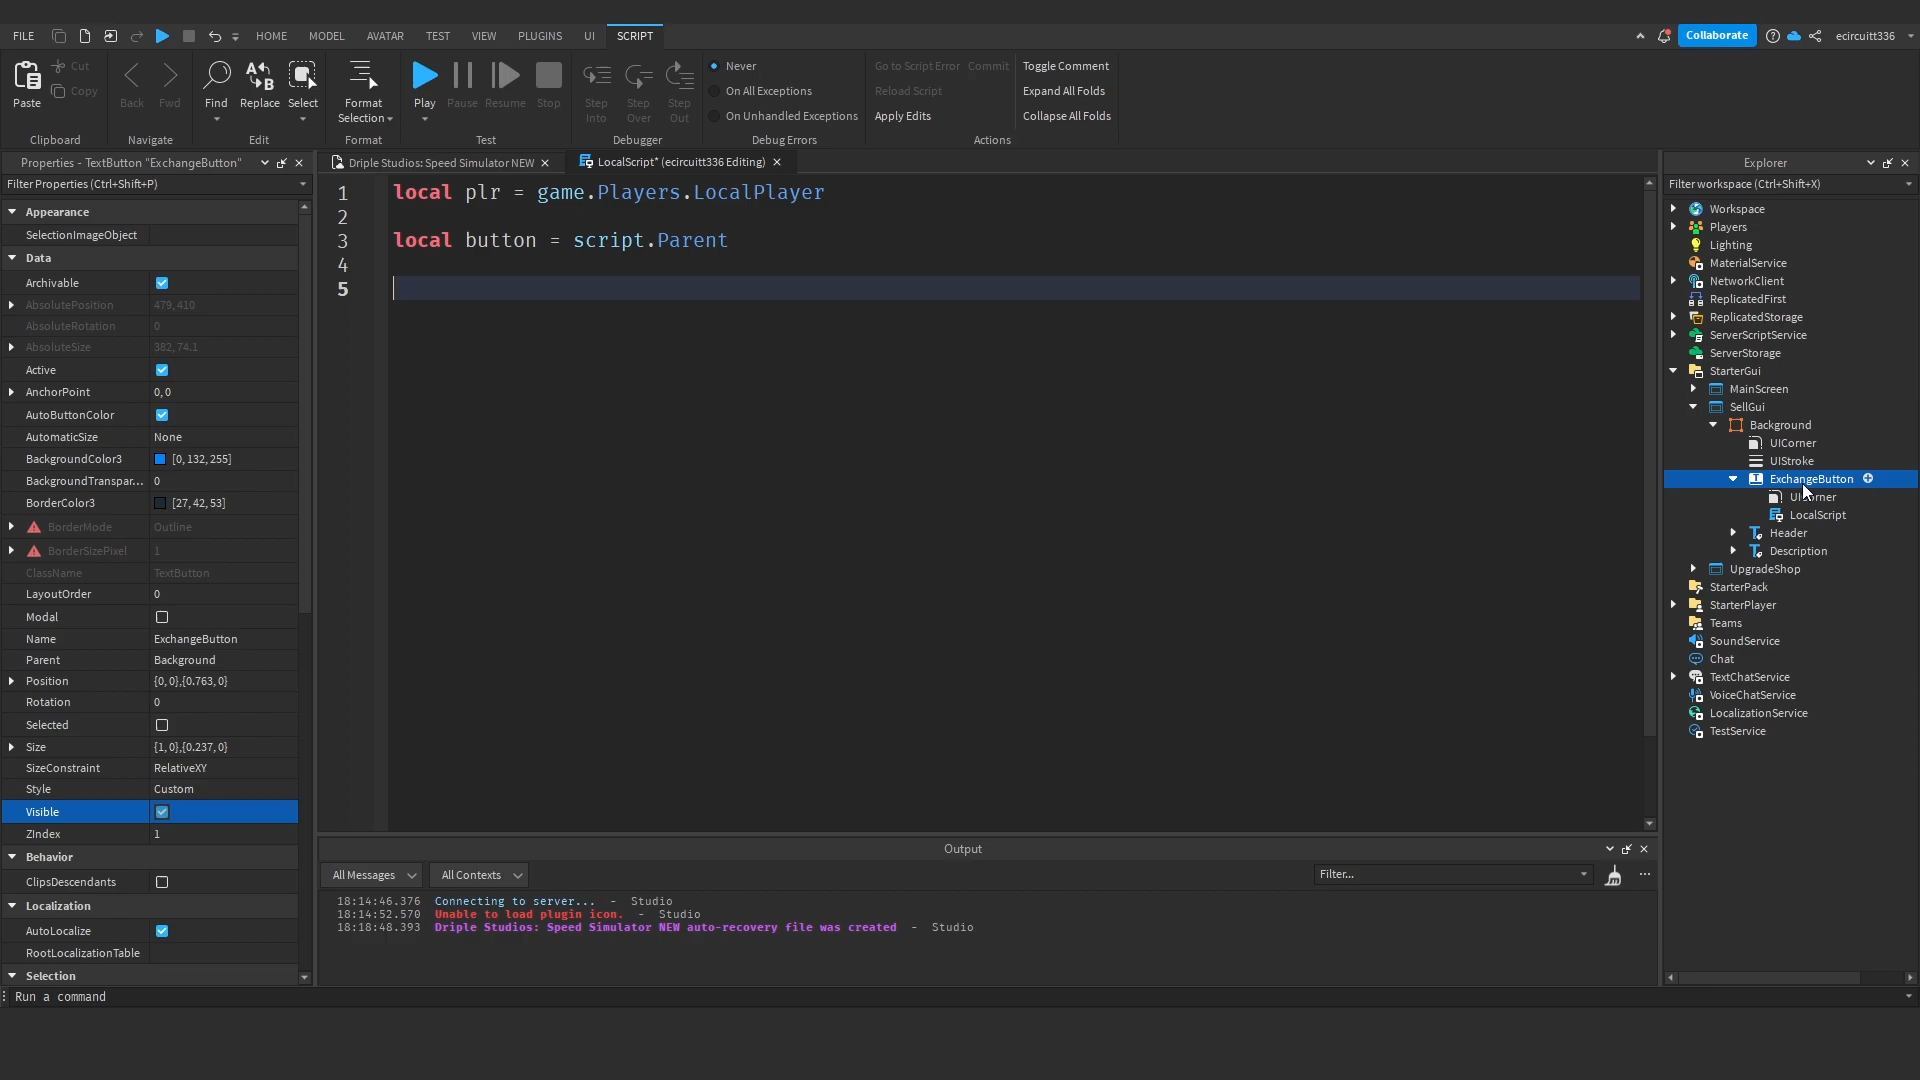 FILE
HOME
MODEL
AVATAR
TEST
VIEW
PLUGINS
UI
SCRIPT
Collaborate
ecircuitt336
Paste
Cut
Copy
Clipboard
Back
Fwd
Navigate
Find
Replace
Select
Edit
Format
Selection
Format
Play
Pause
Resume
Stop
Test
Step
Into
Step
Over
Step
Out
Debugger
Never
On All Exceptions
On Unhandled Exceptions
Debug Errors
Go to Script Error
Commit
Reload Script
Apply Edits
Toggle Comment
Expand All Folds
Collapse All Folds
Actions
Properties - TextButton "ExchangeButton"
Filter Properties (Ctrl+Shift+P)
Appearance
SelectionImageObject
Data
Archivable
AbsolutePosition 479, 410
AbsoluteRotation 0
AbsoluteSize 382, 74.1
Active
AnchorPoint 0, 0
AutoButtonColor
AutomaticSize None
BackgroundColor3 [0, 132, 255]
BackgroundTranspar... 0
BorderColor3 [27, 42, 53]
BorderMode Outline
BorderSizePixel 1
ClassName TextButton
LayoutOrder 0
Modal
Name ExchangeButton
Parent Background
Position {0, 0},{0.763, 0}
Rotation 0
Selected
Size {1, 0},{0.237, 0}
SizeConstraint RelativeXY
Style Custom
Visible
ZIndex 1
Behavior
ClipsDescendants
Localization
AutoLocalize
RootLocalizationTable
Selection
Run a command
Driple Studios: Speed Simulator NEW
LocalScript* (ecircuitt336 Editing)
1 local plr = game.Players.LocalPlayer
2
3 local button = script.Parent
4
5
Output
All Messages
All Contexts
Filter...
18:14:46.376 Connecting to server... - Studio
18:14:52.570 Unable to load plugin icon. - Studio
18:18:48.393 Driple Studios: Speed Simulator NEW auto-recovery file was created - Studio
Explorer
Filter workspace (Ctrl+Shift+X)
Workspace
Players
Lighting
MaterialService
NetworkClient
ReplicatedFirst
ReplicatedStorage
ServerScriptService
ServerStorage
StarterGui
MainScreen
SellGui
Background
UICorner
UIStroke
ExchangeButton
UICorner
LocalScript
Header
Description
UpgradeShop
StarterPack
StarterPlayer
Teams
SoundService
Chat
TextChatService
VoiceChatService
LocalizationService
TestService